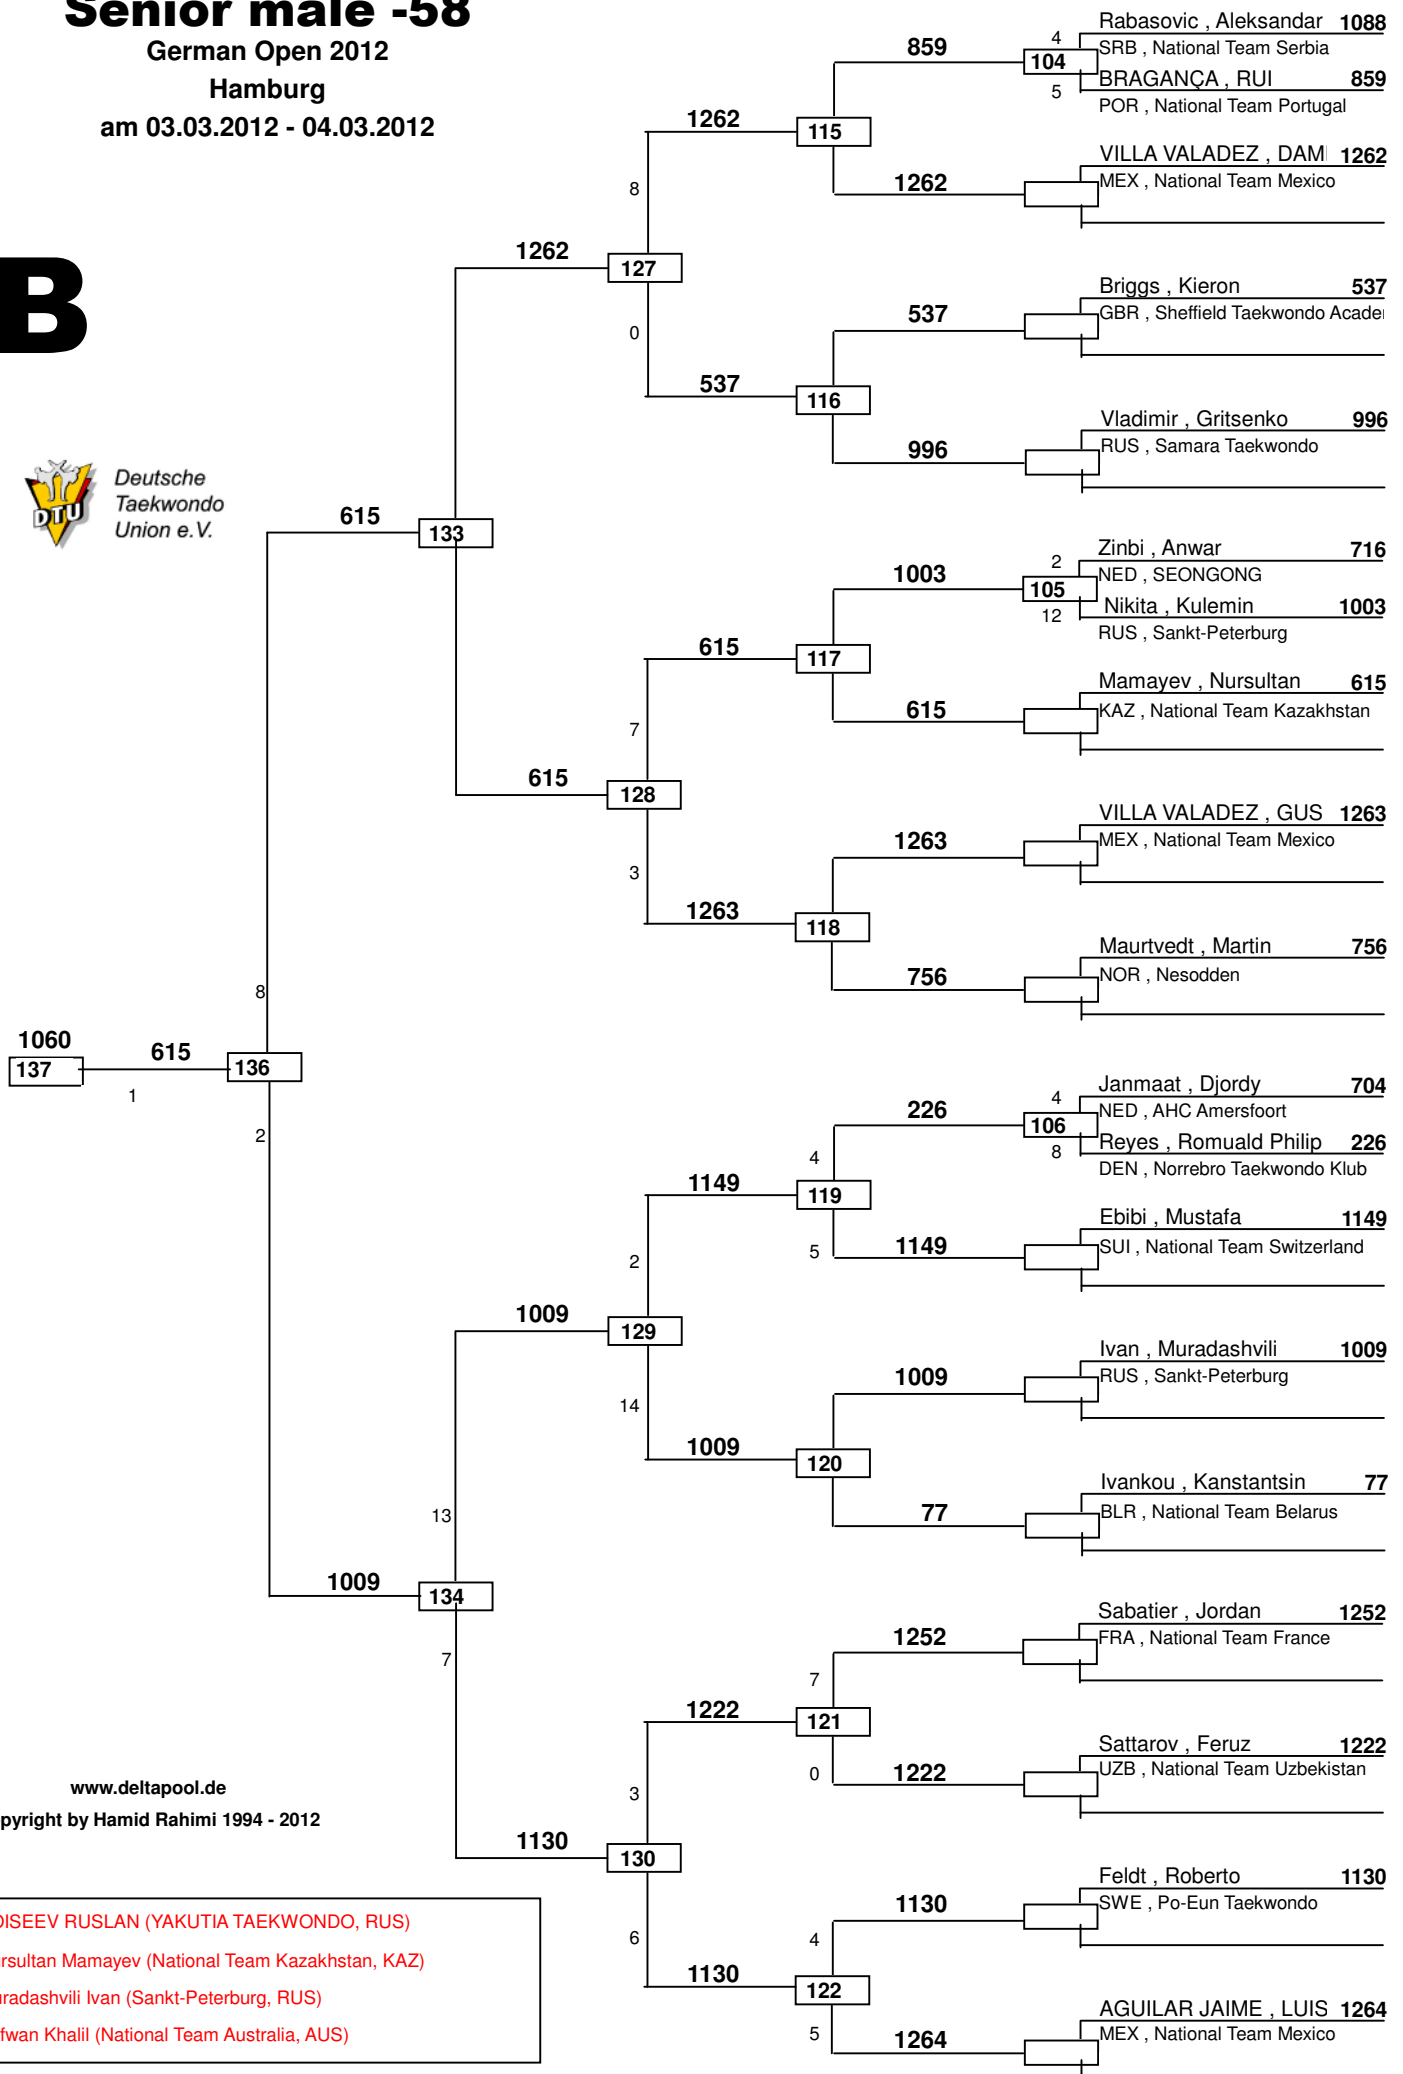 Senior male -58
German Open 2012
Hamburg
am 03.03.2012 - 04.03.2012
B
Deutsche
Taekwondo
Union e.V.
DTU
Rabasovic , Aleksandar 1088
4
SRB , National Team Serbia
859
104
BRAGANÇA , RUI 859
5
POR , National Team Portugal
1262
115
VILLA VALADEZ , DAMI 1262
MEX , National Team Mexico
1262
8
1262
127
Briggs , Kieron 537
GBR , Sheffield Taekwondo Acader
537
0
537
116
Vladimir , Gritsenko 996
RUS , Samara Taekwondo
996
615
133
Zinbi , Anwar 716
2
NED , SEONGONG
1003
105
Nikita , Kulemin 1003
12
RUS , Sankt-Peterburg
615
117
Mamayev , Nursultan 615
KAZ , National Team Kazakhstan
615
7
615
128
VILLA VALADEZ , GUS 1263
MEX , National Team Mexico
1263
3
1263
118
Maurtvedt , Martin 756
NOR , Nesodden
756
8
1060
137
615
136
1
2
Janmaat , Djordy 704
4
NED , AHC Amersfoort
226
106
Reyes , Romuald Philip 226
8
DEN , Norrebro Taekwondo Klub
4
1149
119
Ebibi , Mustafa 1149
SUI , National Team Switzerland
5
1149
2
1009
129
Ivan , Muradashvili 1009
RUS , Sankt-Peterburg
1009
14
1009
120
Ivankou , Kanstantsin 77
BLR , National Team Belarus
77
13
1009
134
7
Sabatier , Jordan 1252
FRA , National Team France
1252
7
1222
121
Sattarov , Feruz 1222
UZB , National Team Uzbekistan
0
1222
3
1130
130
Feldt , Roberto 1130
SWE , Po-Eun Taekwondo
1130
4
6
1130
122
AGUILAR JAIME , LUIS 1264
MEX , National Team Mexico
5
1264
www.deltapool.de
pyright by Hamid Rahimi 1994 - 2012
OISEEV RUSLAN (YAKUTIA TAEKWONDO, RUS)
rsultan Mamayev (National Team Kazakhstan, KAZ)
uradashvili Ivan (Sankt-Peterburg, RUS)
fwan Khalil (National Team Australia, AUS)